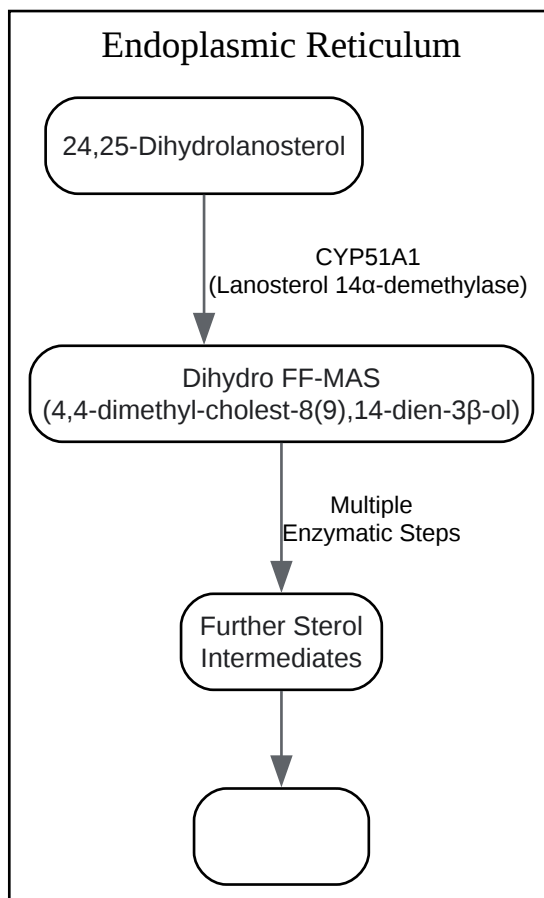 Endoplasmic Reticulum
24,25-Dihydrolanosterol
CYP51A1
(Lanosterol 14α-demethylase)
Dihydro FF-MAS
(4,4-dimethyl-cholest-8(9),14-dien-3β-ol)
Multiple
Enzymatic Steps
Further Sterol
Intermediates